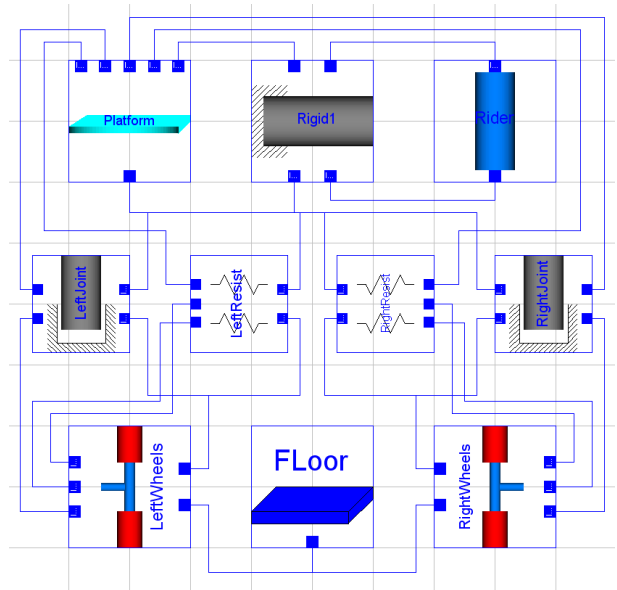 Platform
Rigid1
Rider
LeftJoint
LeftResist
RightResist
RightJoint
LeftWheels
FLoor
RightWheels